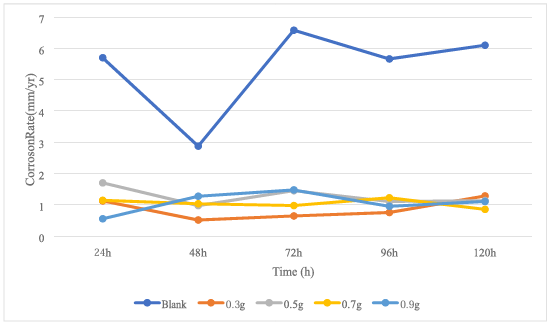 7
6
5
4
3
2
1
0
CorrosonRate(mm/yr)
24h 48h 72h 96h 120h
Time (h)
Blank 0.3g 0.5g 0.7g 0.9g